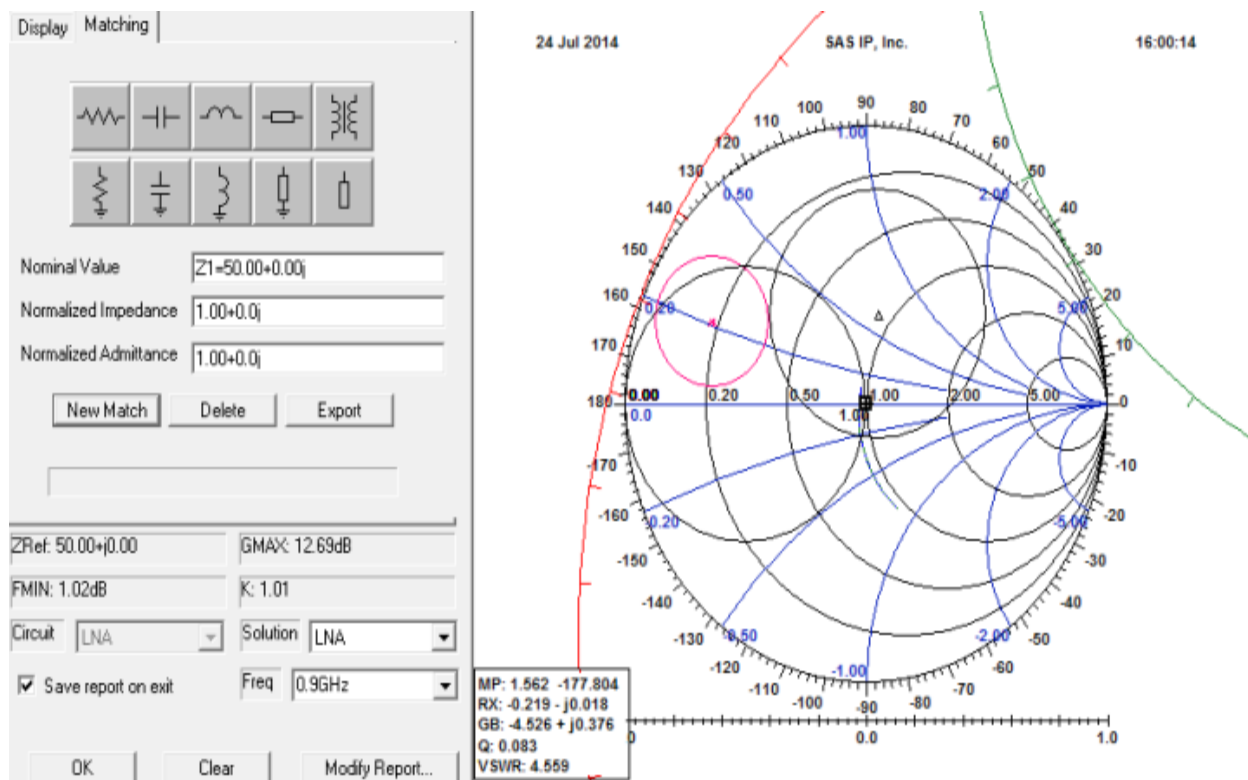 Display Matching
Nominal Value Z1=50.00+0.00j
Normalized Impedance 1.00+0.0j
Normalized Admittance 1.00+0.0j
New Match Delete Export
ZRef: 50.00+j0.00 GMAX: 12.69dB
FMIN: 1.02dB K: 1.01
Circuit LNA Solution LNA
Save report on exit Freq 0.9GHz
OK Clear Modify Report...
24 Jul 2014 SAS IP, Inc. 16:00:14
90
100 80
110 70
120 1.00 60
130 0.50 2.00 50
140 40
150 30
160 0.20 5.00 20
170 10
180 0.00 0.20 0.50 1.00 2.00 5.00 0
0.0 1.00
-170 -10
-160 -0.20 -5.00 -20
-150 -30
-140 -40
-130 -0.50 -2.00 -50
-120 -1.00 -60
-110 -70
-100 -80
-90
MP: 1.562 -177.804
RX: -0.219 - j0.018
GB: -4.526 + j0.376
Q: 0.083
VSWR: 4.559
0 0.0 1.0